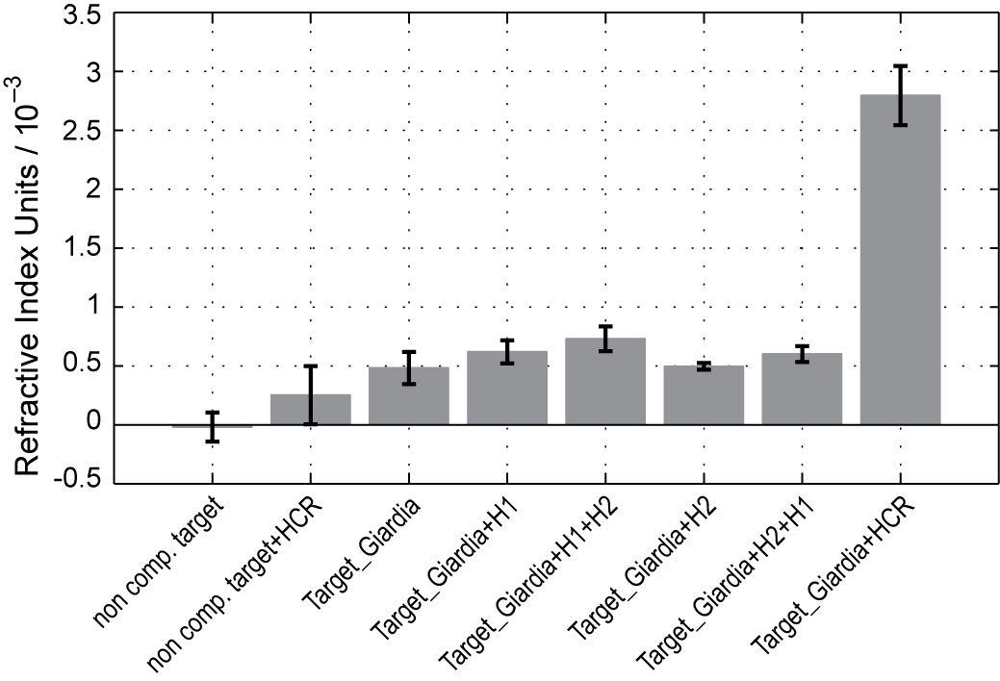 3.5
3
2.5
2
1.5
1
0.5
0
-0.5
Refractive Index Units / 10⁻³
non comp. target
non comp. target+HCR
Target_Giardia
Target_Giardia+H1
Target_Giardia+H1+H2
Target_Giardia+H2
Target_Giardia+H2+H1
Target_Giardia+HCR